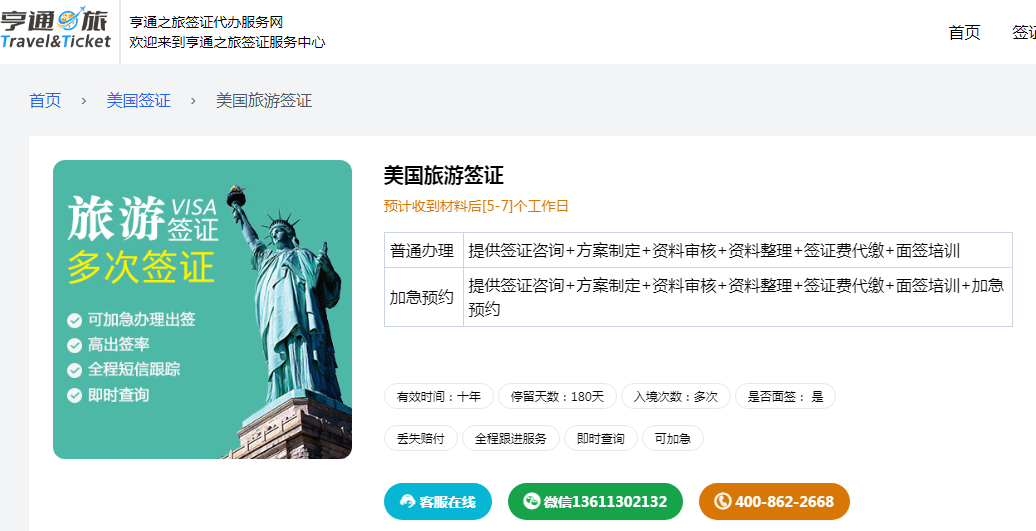 亨通之旅
Travel&Ticket
亨通之旅签证代办服务网
欢迎来到亨通之旅签证服务中心
首页
首页 › 美国签证 › 美国旅游签证
旅游VISA签证
多次签证
可加急办理出签
高出签率
全程短信跟踪
即时查询
美国旅游签证
预计收到材料后[5-7]个工作日
普通办理 提供签证咨询+方案制定+资料审核+资料整理+签证费代缴+面签培训
加急预约 提供签证咨询+方案制定+资料审核+资料整理+签证费代缴+面签培训+加急
预约
有效时间：十年 停留天数：180天 入境次数：多次 是否面签： 是
丢失赔付 全程跟进服务 即时查询 可加急
客服在线 微信13611302132 400-862-2668